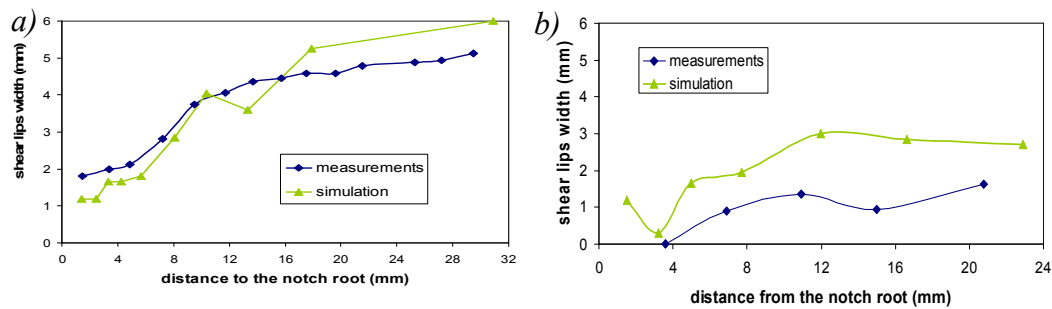 a)
shear lips width (mm)
6
5
4
3
2
1
0
measurements
simulation
0 4 8 12 16 20 24 28 32
distance to the notch root (mm)
b)
shear lips width (mm)
6
5
4
3
2
1
0
measurements
simulation
0 4 8 12 16 20 24
distance from the notch root (mm)